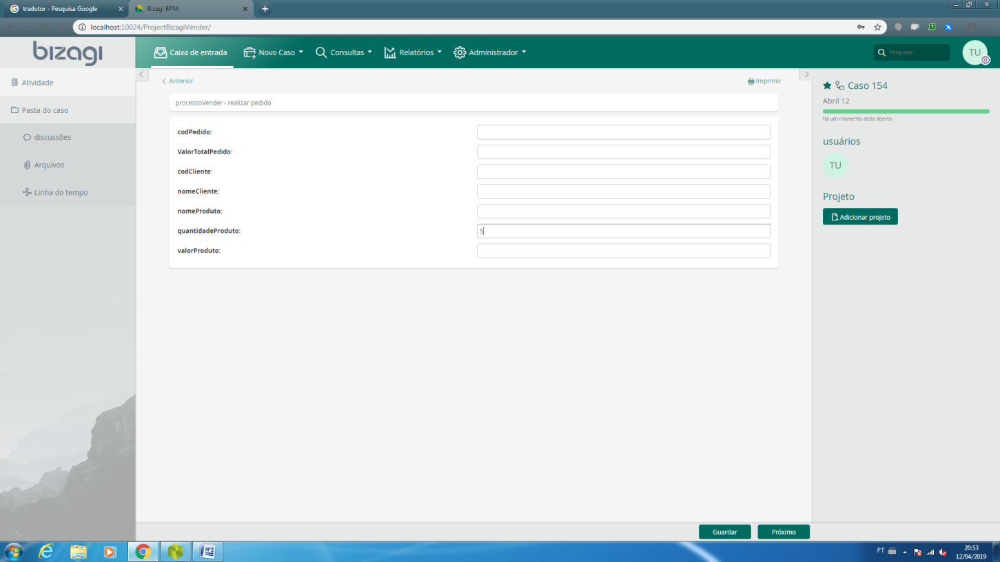 tradutor - Pesquisa Google
Bizagi BPM
localhost:10024/ProjectBizagiVender/
bizagi
Caixa de entrada
Novo Caso
Consultas
Relatórios
Administrador
Pesquisar
TU
Atividade
Pasta do caso
discussões
Arquivos
Linha do tempo
Anterior
Imprimir
processoVender › realizar pedido
codPedido:
ValorTotalPedido:
codCliente:
nomeCliente:
nomeProduto:
quantidadeProduto: 5
valorProduto:
Caso 154
Abril 12
há um momento atrás aberto
usuários
TU
Projeto
Adicionar projeto
Guardar
Próximo
PT
20:53
12/04/2019